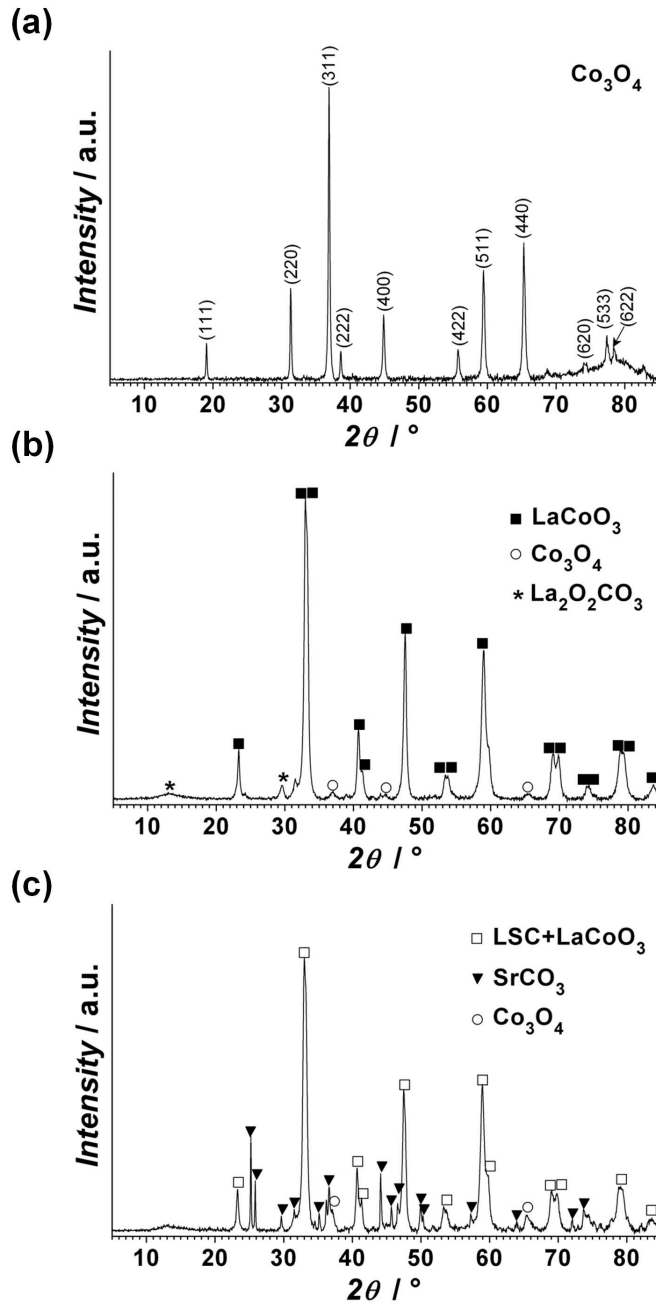 (a)
Co₃O₄
(111)
(220)
(311)
(222)
(400)
(422)
(511)
(440)
(620)
(533)
(622)
Intensity / a.u.
10 20 30 40 50 60 70 80
2θ / °
(b)
■ LaCoO₃
○ Co₃O₄
* La₂O₂CO₃
Intensity / a.u.
10 20 30 40 50 60 70 80
2θ / °
(c)
□ LSC+LaCoO₃
▼ SrCO₃
○ Co₃O₄
Intensity / a.u.
10 20 30 40 50 60 70 80
2θ / °